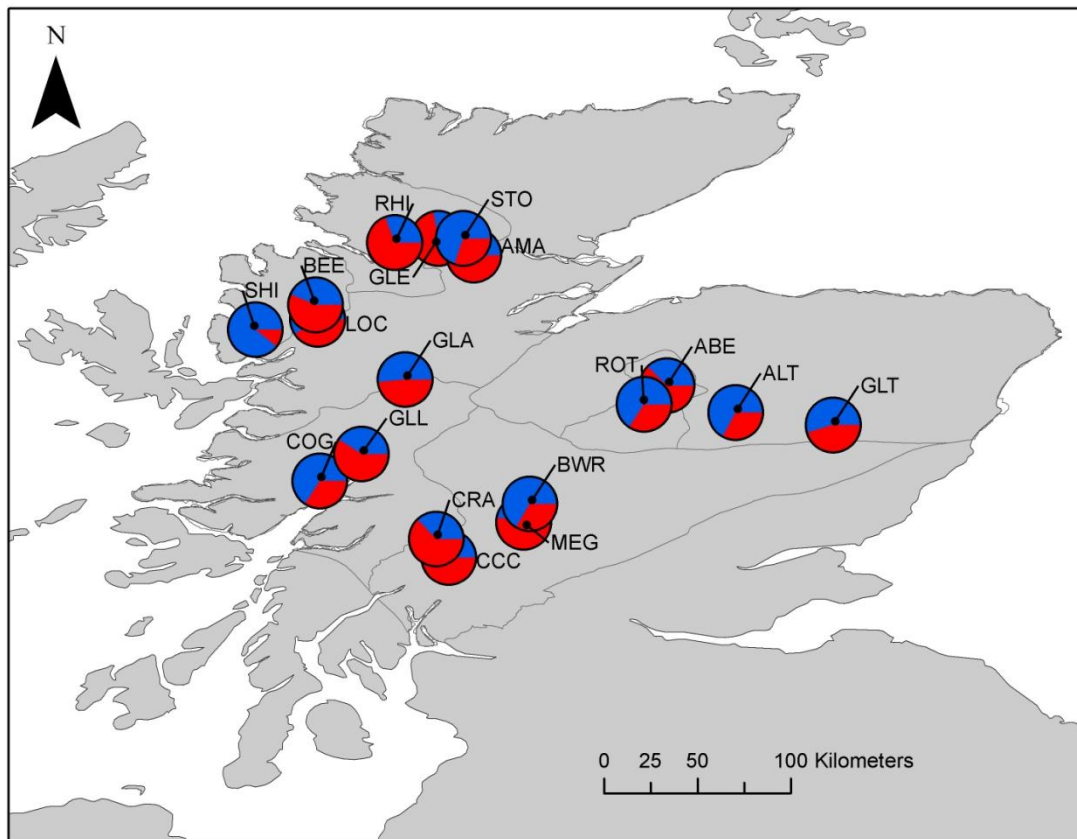 N
RHI
STO
BEE
GLE
AMA
SHI
LOC
GLA
ABE
ROT
ALT
GLT
GLL
COG
BWR
CRA
MEG
CCC
0 25 50 100 Kilometers